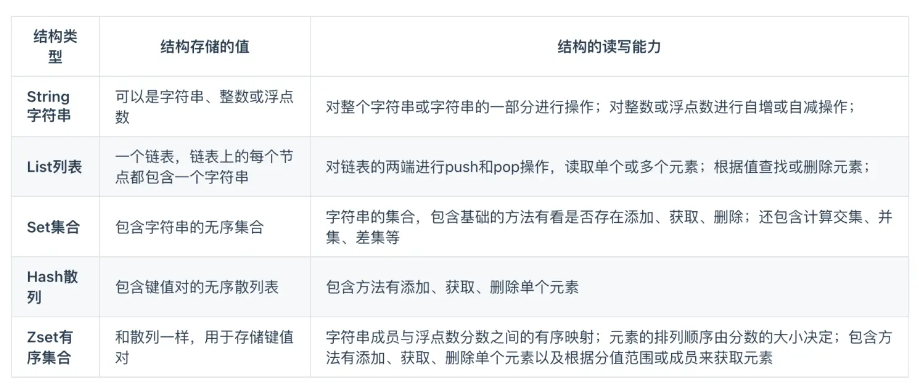 结构类
型
结构存储的值
结构的读写能力
String
字符串
可以是字符串、整数或浮点
数
对整个字符串或字符串的一部分进行操作；对整数或浮点数进行自增或自减操作；
List列表
一个链表，链表上的每个节
点都包含一个字符串
对链表的两端进行push和pop操作，读取单个或多个元素；根据值查找或删除元素；
Set集合
包含字符串的无序集合
字符串的集合，包含基础的方法有看是否存在添加、获取、删除；还包含计算交集、并
集、差集等
Hash散
列
包含键值对的无序散列表
包含方法有添加、获取、删除单个元素
Zset有
序集合
和散列一样，用于存储键值
对
字符串成员与浮点数分数之间的有序映射；元素的排列顺序由分数的大小决定；包含方
法有添加、获取、删除单个元素以及根据分值范围或成员来获取元素